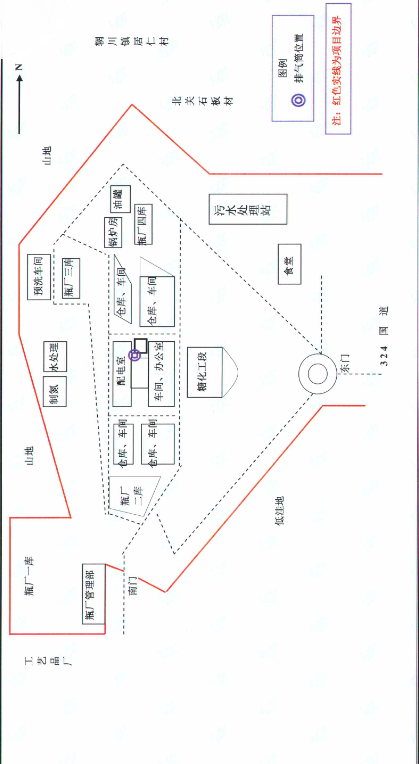 图例
排气筒位置
注：红色实线为项目边界
N
朝川镇居仁村
北关石板材
山地
油罐
锅炉房
瓶厂四库
污水处理站
预洗车间
瓶厂三库
仓库、车间
仓库、车间
食堂
水处理
制氮
配电室
车间、办公室
糖化工段
东门
324国道
山地
仓库、车间
仓库、车间
瓶厂二库
低洼地
瓶厂一库
瓶厂管理部
南门
工艺品厂